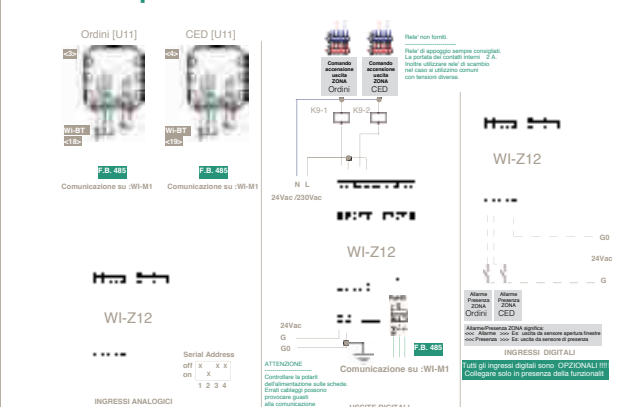 Ordini [U11]
CED [U11]
<3>
<4>
WI-BT
<18>
WI-BT
<19>
F.B. 485
F.B. 485
Comunicazione su :WI-M1
Comunicazione su :WI-M1
WI-Z12
Serial Address
off x x x
on x
1 2 3 4
INGRESSI ANALOGICI
Comando
accensione
uscita
ZONA
Ordini
Comando
accensione
uscita
ZONA
CED
Rele' non forniti.
Rele' di appoggio sempre consigliati.
La portata dei contatti interni 2 A.
Inoltre utilizzare rele' di scambio
nel caso si utilizzino comuni
con tensioni diverse.
K9-1
K9-2
N L
24Vac /230Vac
WI-Z12
24Vac
G
G0
F.B. 485
Comunicazione su :WI-M1
ATTENZIONE
Controllare la polarit
dell'alimentazione sulle schede.
Errati cablaggi possono
provocare guasti
alla comunicazione
USCITE DIGITALI
WI-Z12
G0
24Vac
G
Allarme
Presenza
ZONA
Ordini
Allarme
Presenza
ZONA
CED
Allarme/Presenza ZONA significa:
<<< Allarme >>> Es: uscita da sensore apertura finestre
<<< Presenza >>> Es: uscita da sensore di presenza
INGRESSI DIGITALI
Tutti gli ingressi digitali sono OPZIONALI !!!!
Collegare solo in presenza della funzionalit